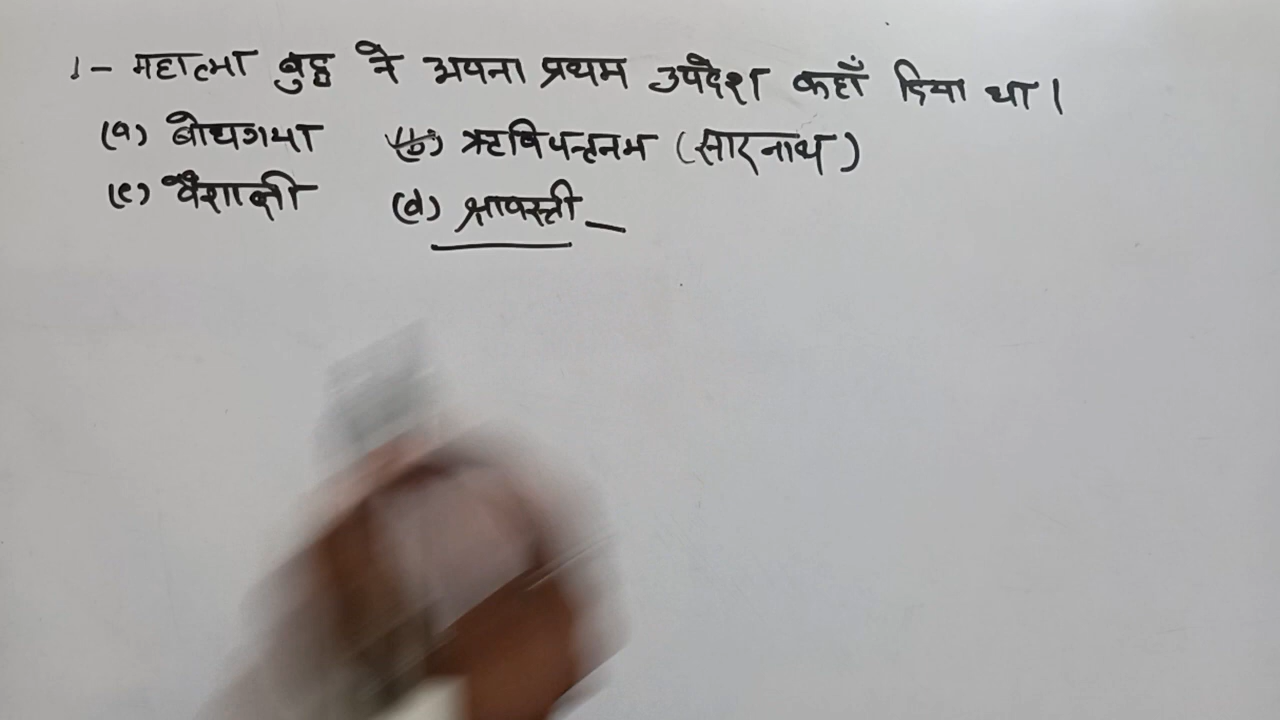 1- महात्मा बुद्ध ने अपना प्रथम उपदेश कहाँ दिया था।
(a) बोधगया (b) ऋषिपत्तनम (सारनाथ)
(c) वैशाली (d) श्रावस्ती